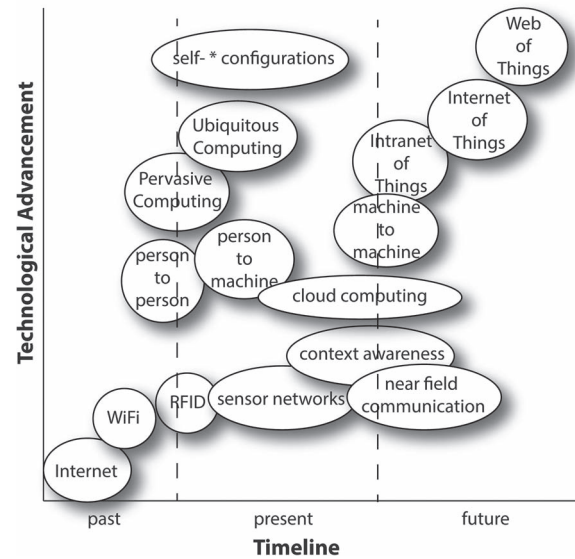 Web
of
Things
self- * configurations
Internet
of
Things
Ubiquitous
Computing
Intranet
of
Things
Pervasive
Computing
machine
to
machine
person
to
machine
person
to
person
cloud computing
context awareness
near field
communication
sensor networks
RFID
WiFi
Internet
Technological Advancement
past
present
future
Timeline